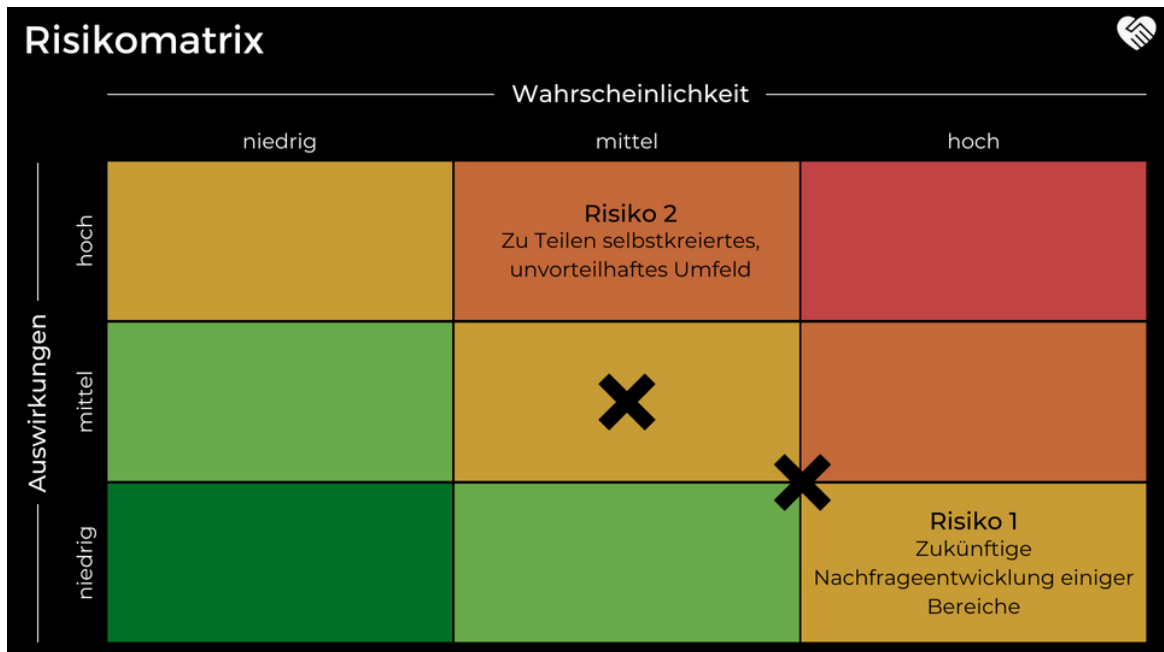 Risikomatrix
Wahrscheinlichkeit
niedrig
mittel
hoch
Auswirkungen
hoch
Risiko 2
Zu Teilen selbstkreiertes,
unvorteilhaftes Umfeld
mittel
niedrig
Risiko 1
Zukünftige
Nachfrageentwicklung einiger
Bereiche